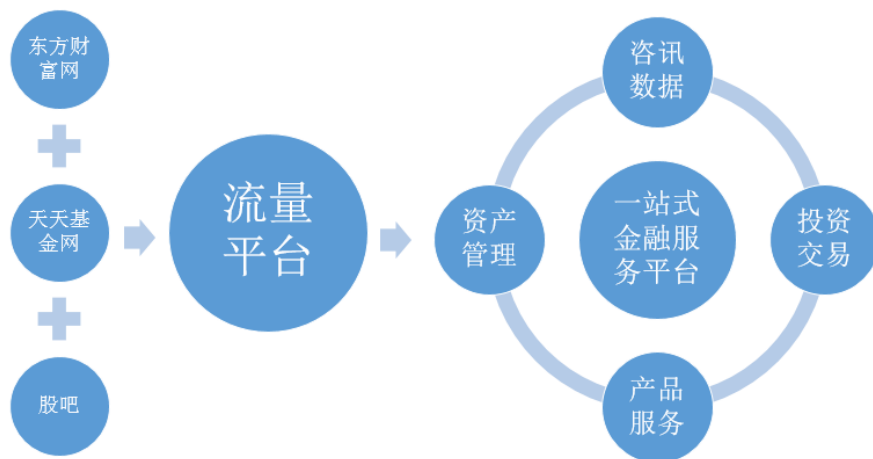 东方财
富网
天天基
金网
股吧
流量
平台
咨讯
数据
资产
管理
一站式
金融服
务平台
投资
交易
产品
服务